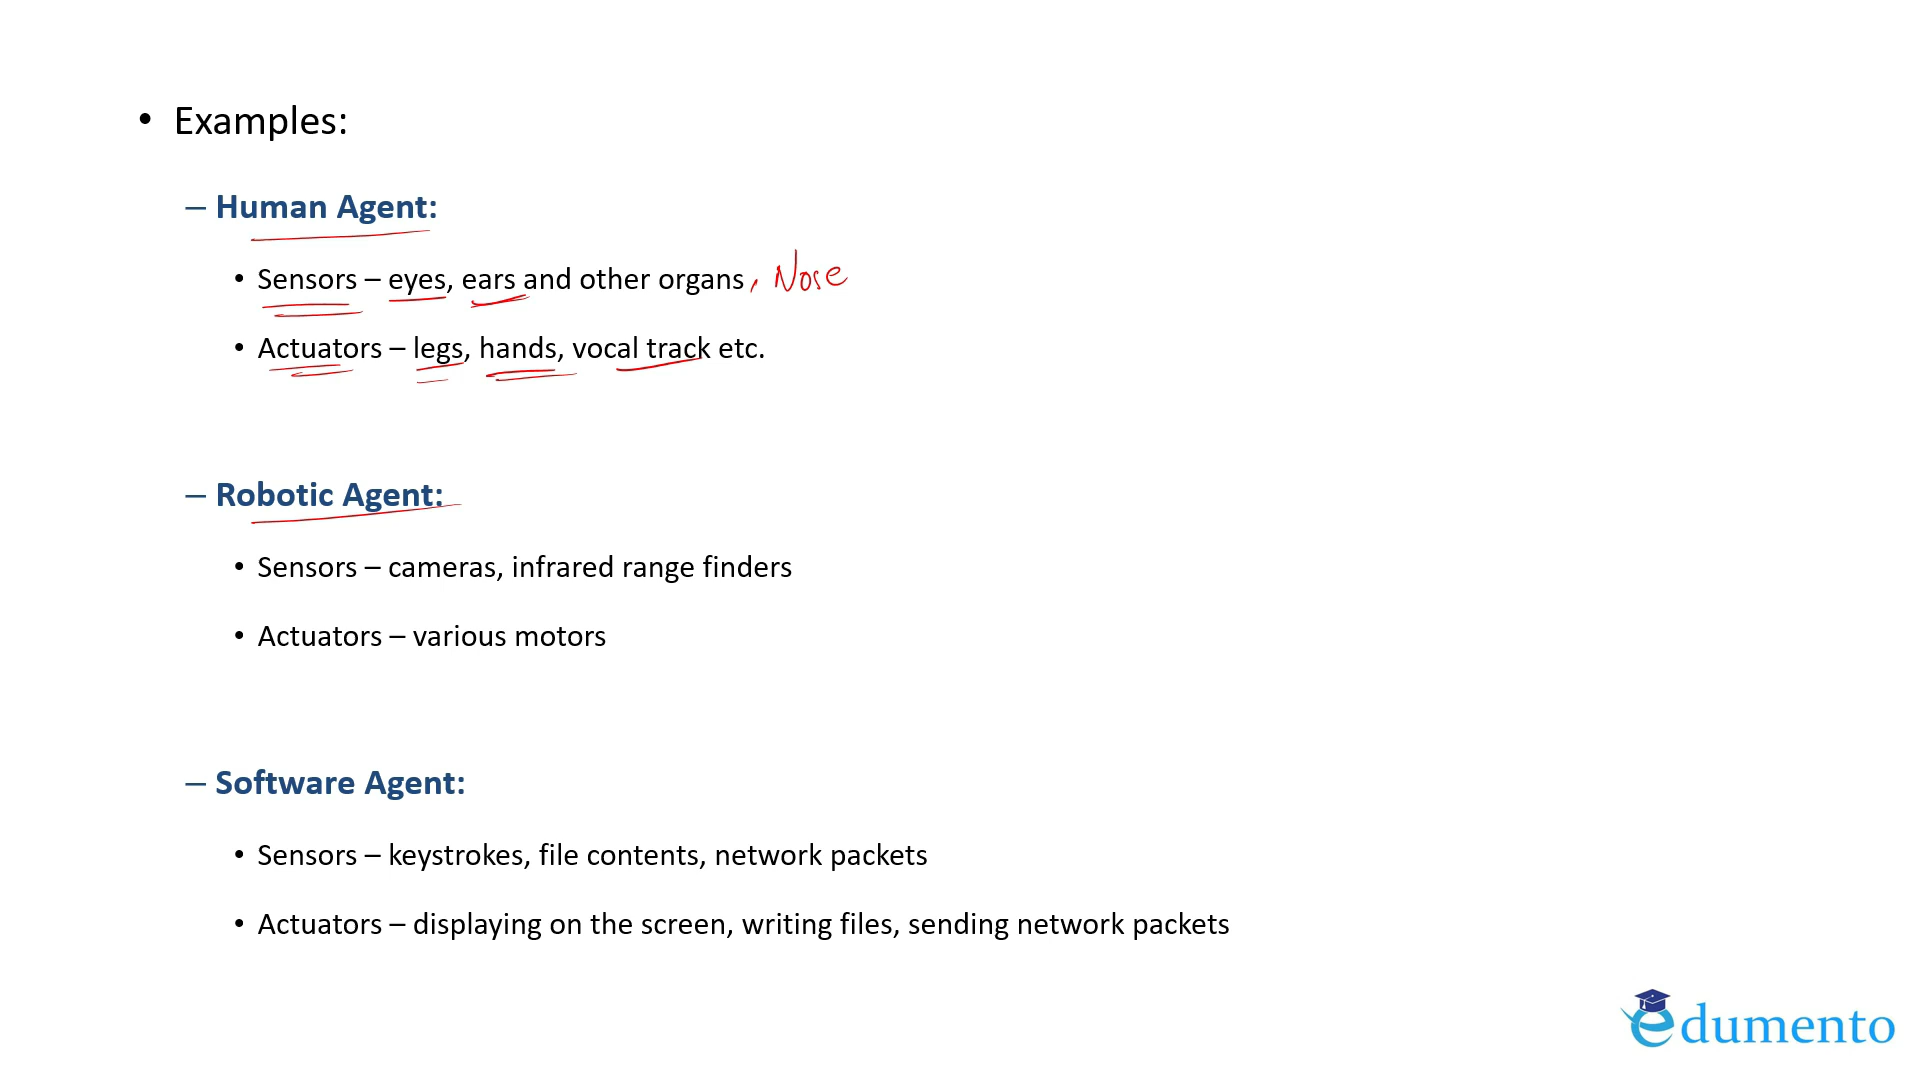 • Examples:
– Human Agent:
• Sensors – eyes, ears and other organs, Nose
• Actuators – legs, hands, vocal track etc.
– Robotic Agent:
• Sensors – cameras, infrared range finders
• Actuators – various motors
– Software Agent:
• Sensors – keystrokes, file contents, network packets
• Actuators – displaying on the screen, writing files, sending network packets
edumento